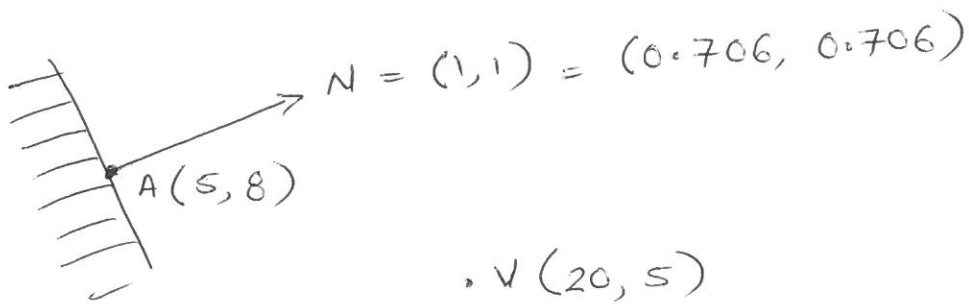 N = (1,1) = (0.706, 0.706)
A(5,8)
V(20,5)